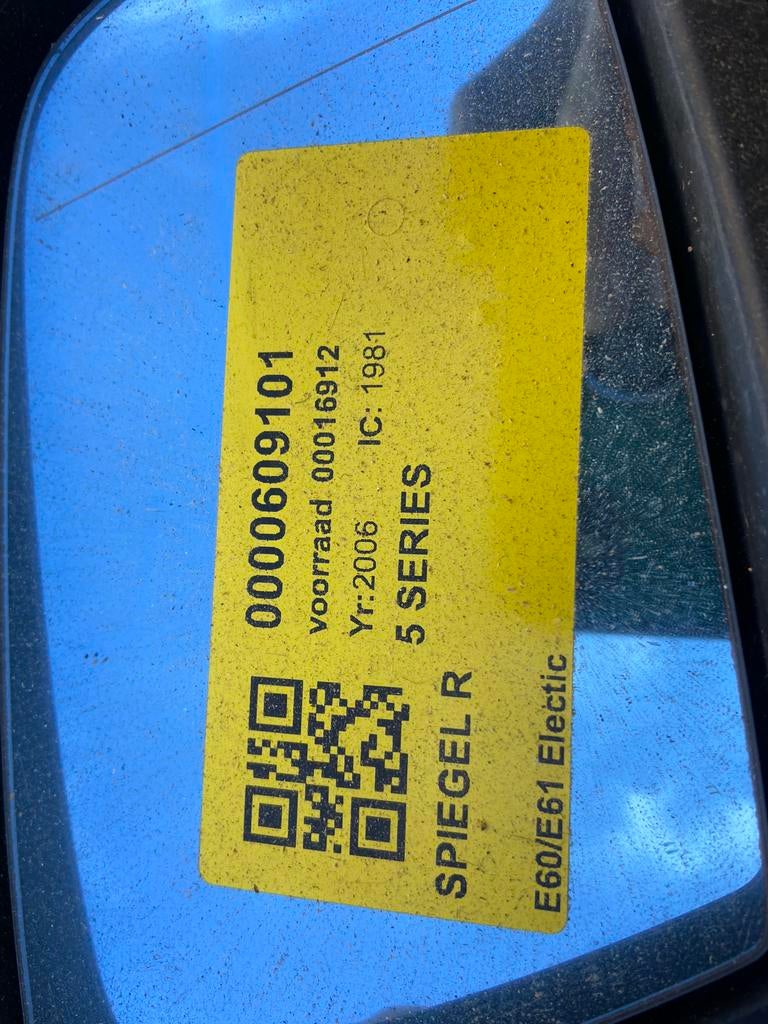 0000609101
voorraad 00016912
Yr:2006 IC: 1981
5 SERIES
SPIEGEL R
E60/E61 Electic